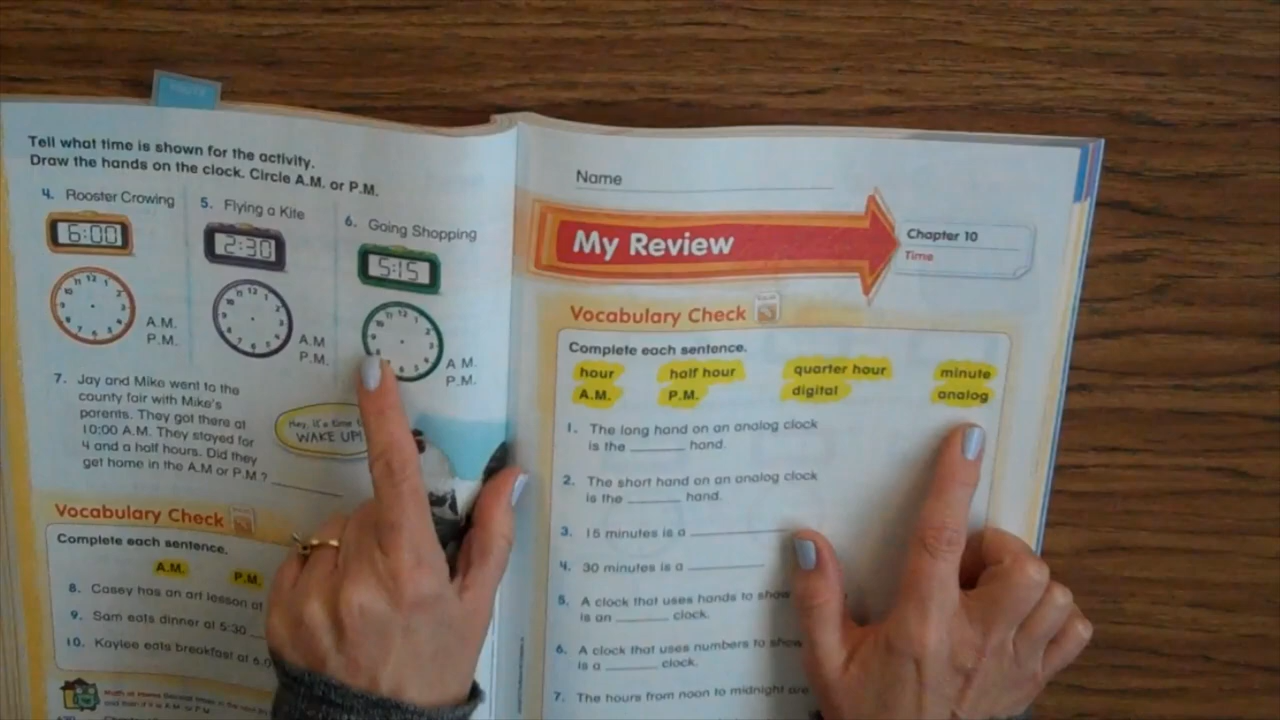 Tell what time is shown for the activity.
Draw the hands on the clock. Circle A.M. or P.M.
4. Rooster Crowing
6:00
A.M.
P.M.
5. Flying a Kite
2:30
A.M
P.M.
6. Going Shopping
5:15
A.M.
P.M.
7. Jay and Mike went to the
county fair with Mike's
parents. They got there at
10:00 A.M. They stayed for
4 and a half hours. Did they
get home in the A.M or P.M.?
Hey, it's time
WAKE UP!
Vocabulary Check
Complete each sentence.
A.M. P.M.
8. Casey has an art lesson at
9. Sam eats dinner at 5:30
10. Kaylee eats breakfast at
Math at Home
Name
My Review
Chapter 10
Time
Vocabulary Check
Complete each sentence.
hour half hour quarter hour minute
A.M. P.M. digital analog
1. The long hand on an analog clock
is the ______ hand.
2. The short hand on an analog clock
is the ______ hand.
3. 15 minutes is a ______
4. 30 minutes is a ______
5. A clock that uses hands to show
is an ______ clock.
6. A clock that uses numbers to show
is a ______ clock.
7. The hours from noon to midnight are